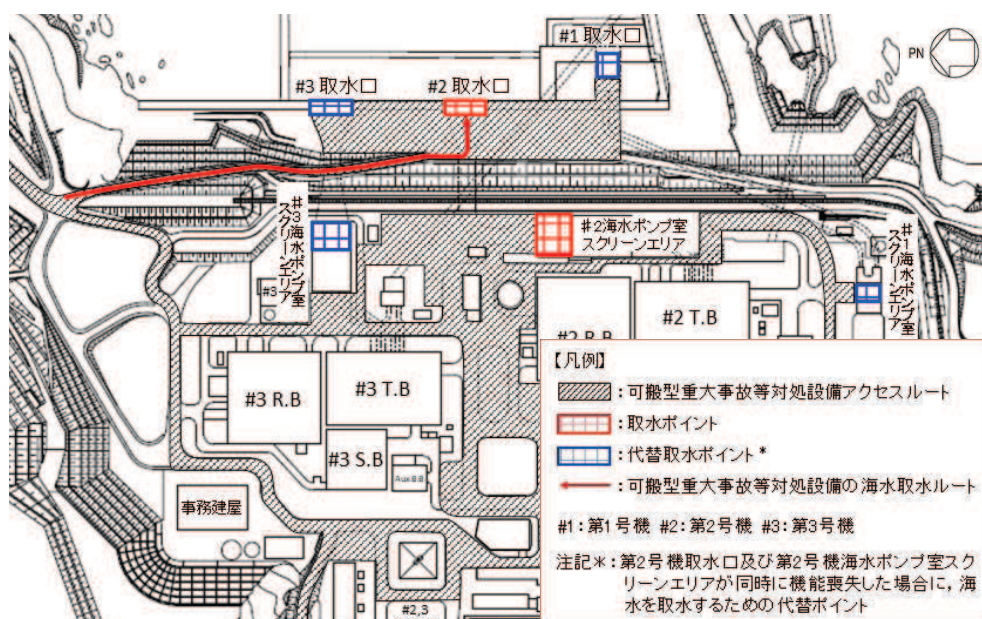 #1 取水口
PN
#3 取水口
#2 取水口
#3海水ポンプ室
スクリーンエリア
#2海水ポンプ室
スクリーンエリア
#1海水ポンプ室
スクリーンエリア
#3
#2 R.B
#2 T.B
#3 R.B
#3 T.B
#3 S.B
Aux.B.B
事務建屋
#2,3
【凡例】
:可搬型重大事故等対処設備アクセスルート
:取水ポイント
:代替取水ポイント*
:可搬型重大事故等対処設備の海水取水ルート
#1:第1号機 #2:第2号機 #3:第3号機
注記*:第2号機取水口及び第2号機海水ポンプ室スク
リーンエリアが同時に機能喪失した場合に,海
水を取水するための代替ポイント